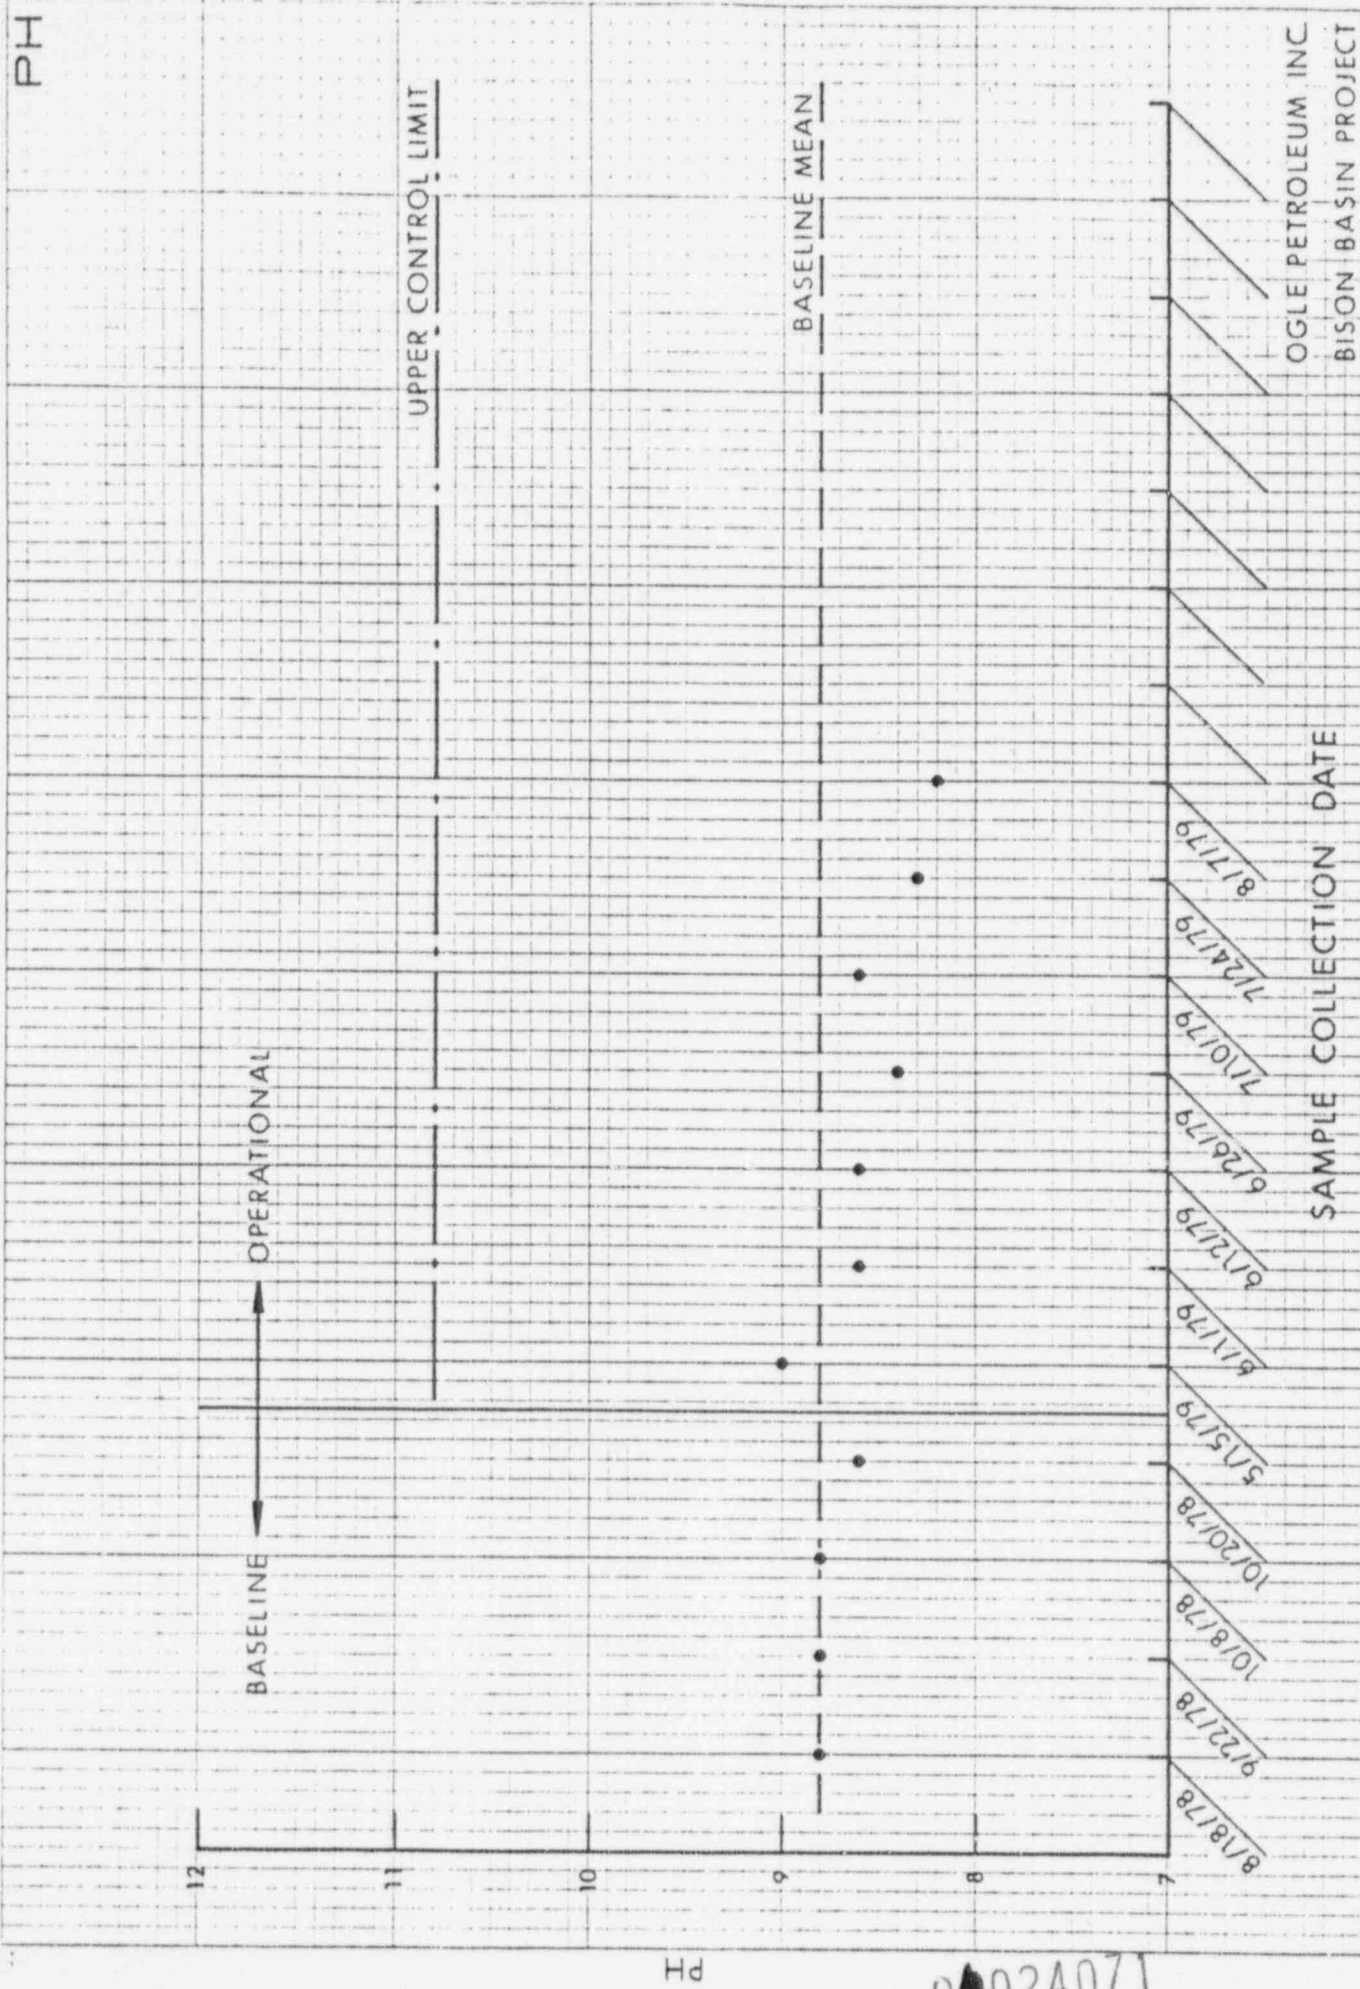 PH
UPPER CONTROL LIMIT
BASELINE MEAN
BASELINE
OPERATIONAL
12
11
10
9
8
7
PH
8/18/78
9/22/78
10/8/78
10/20/78
5/15/79
6/1/79
6/12/79
6/26/79
7/10/79
7/24/79
8/7/79
SAMPLE COLLECTION DATE
OGLE PETROLEUM INC.
BISON BASIN PROJECT